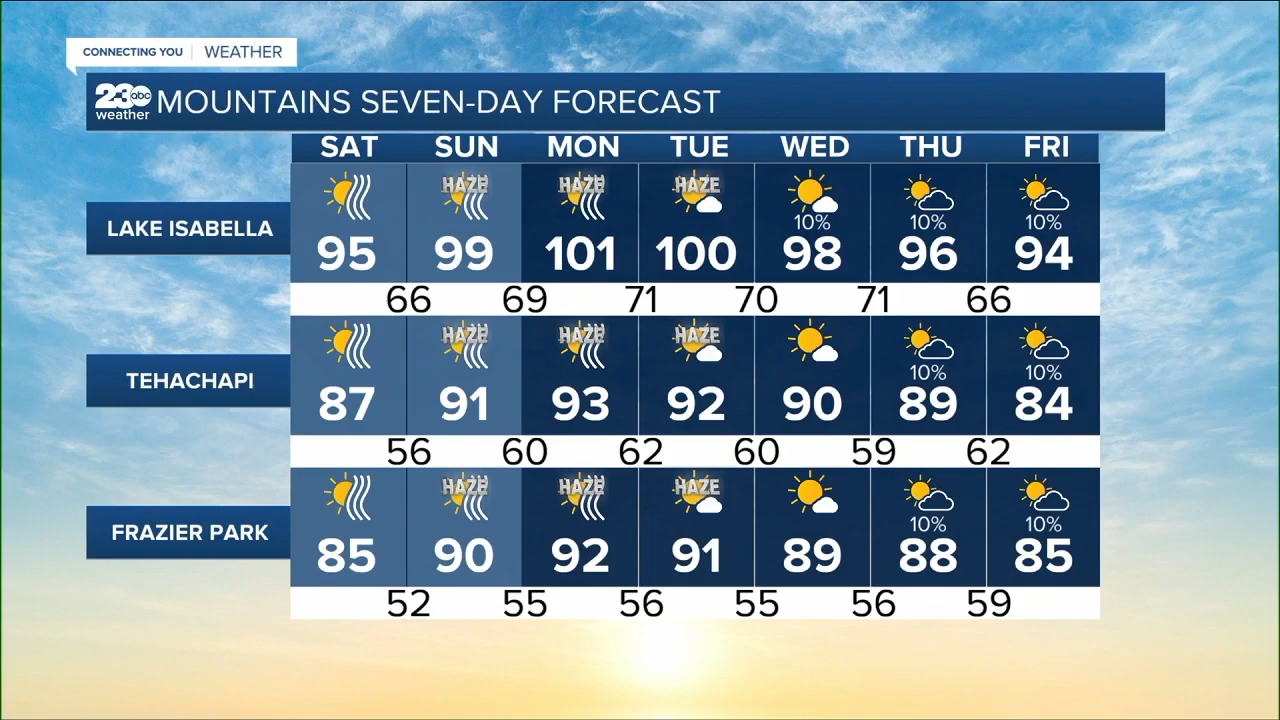 CONNECTING YOU WEATHER
23 abc
weather
MOUNTAINS SEVEN-DAY FORECAST
SAT SUN MON TUE WED THU FRI
LAKE ISABELLA
HAZE HAZE HAZE
10% 10% 10%
95 99 101 100 98 96 94
66 69 71 70 71 66
TEHACHAPI
HAZE HAZE HAZE
10% 10%
87 91 93 92 90 89 84
56 60 62 60 59 62
FRAZIER PARK
HAZE HAZE HAZE
10% 10%
85 90 92 91 89 88 85
52 55 56 55 56 59